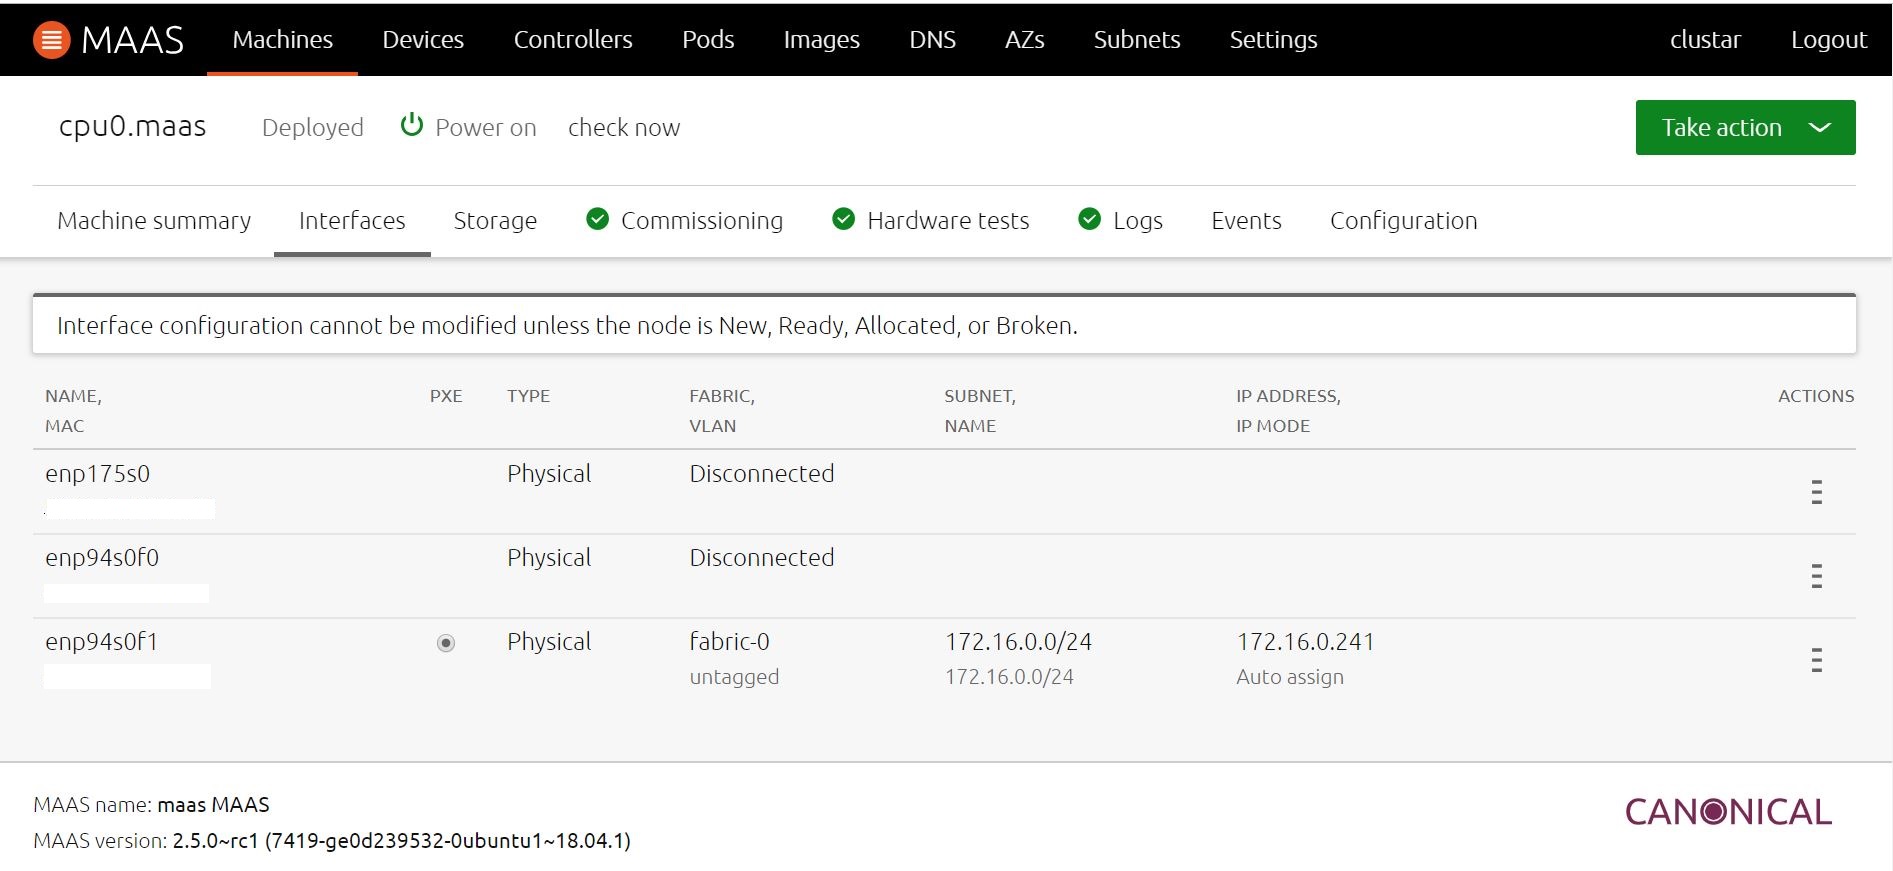 MAAS Machines Devices Controllers Pods Images DNS AZs Subnets Settings clustar Logout
cpu0.maas Deployed Power on check now Take action
Machine summary Interfaces Storage Commissioning Hardware tests Logs Events Configuration
Interface configuration cannot be modified unless the node is New, Ready, Allocated, or Broken.
NAME, PXE TYPE FABRIC, SUBNET, IP ADDRESS, ACTIONS
MAC VLAN NAME IP MODE
enp175s0 Physical Disconnected
enp94s0f0 Physical Disconnected
enp94s0f1 Physical fabric-0 172.16.0.0/24 172.16.0.241
untagged 172.16.0.0/24 Auto assign
MAAS name: maas MAAS
CANONICAL
MAAS version: 2.5.0~rc1 (7419-ge0d239532-0ubuntu1~18.04.1)